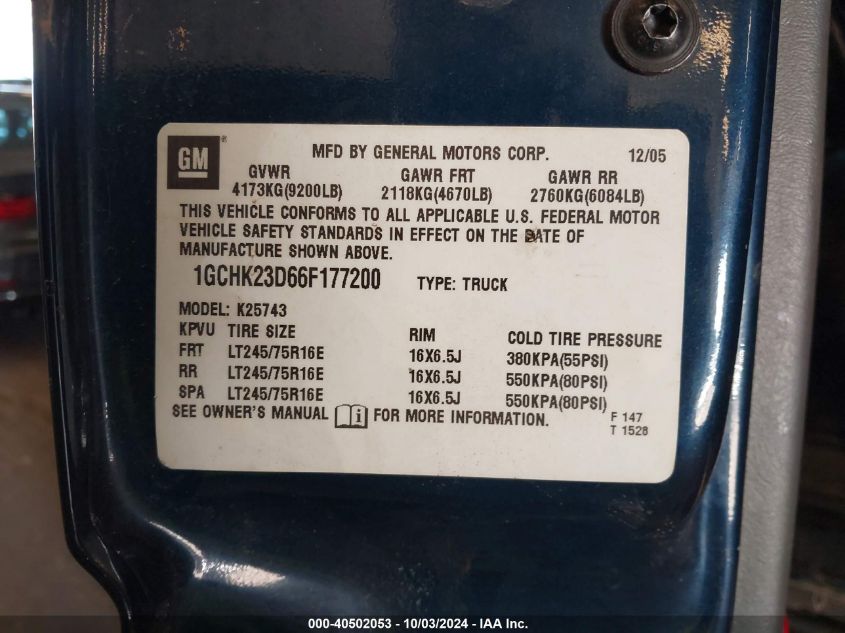 GM ®
MFD BY GENERAL MOTORS CORP. 12/05
GVWR GAWR FRT GAWR RR
4173KG(9200LB) 2118KG(4670LB) 2760KG(6084LB)
THIS VEHICLE CONFORMS TO ALL APPLICABLE U.S. FEDERAL MOTOR
VEHICLE SAFETY STANDARDS IN EFFECT ON THE DATE OF
MANUFACTURE SHOWN ABOVE.
1GCHK23D66F177200 TYPE: TRUCK
MODEL: K25743
KPVU TIRE SIZE RIM COLD TIRE PRESSURE
FRT LT245/75R16E 16X6.5J 380KPA(55PSI)
RR LT245/75R16E 16X6.5J 550KPA(80PSI)
SPA LT245/75R16E 16X6.5J 550KPA(80PSI)
SEE OWNER'S MANUAL i FOR MORE INFORMATION.
F 147
T 1528
000-40502053 - 10/03/2024 - IAA Inc.